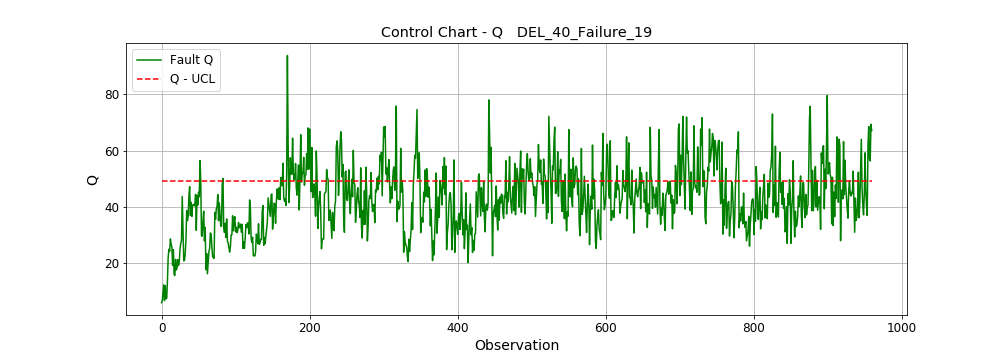 Control Chart - Q   DEL_40_Failure_19
Fault Q
Q - UCL
80
60
40
20
Q
0 200 400 600 800 1000
Observation